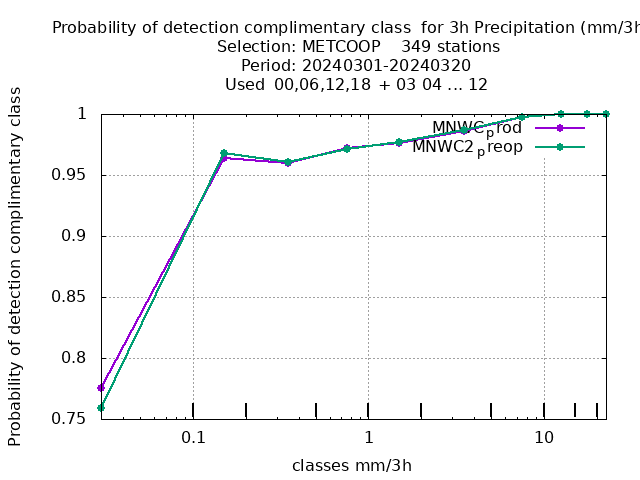 Probability of detection complimentary class  for 3h Precipitation (mm/3h
Selection: METCOOP    349 stations
Period: 20240301-20240320
Used  00,06,12,18  + 03 04 ... 12
Probability of detection complimentary class
1
0.95
0.9
0.85
0.8
0.75
MNWC_prod
MNWC2_preop
0.1
1
10
classes mm/3h